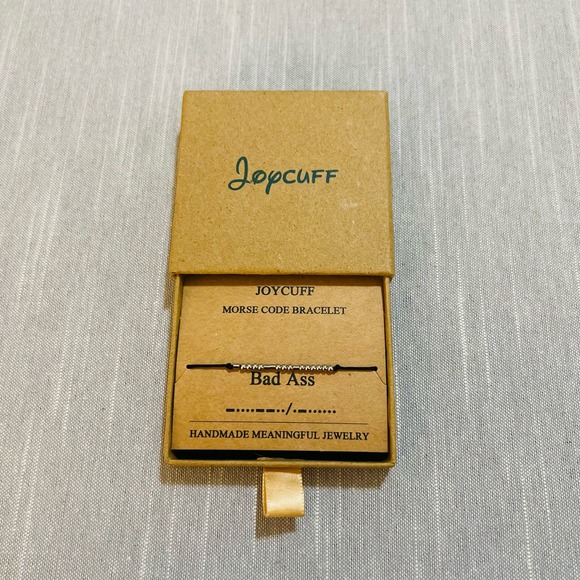 Joycuff
JOYCUFF
MORSE CODE BRACELET
Bad Ass
–····––··/·–······
HANDMADE MEANINGFUL JEWELRY